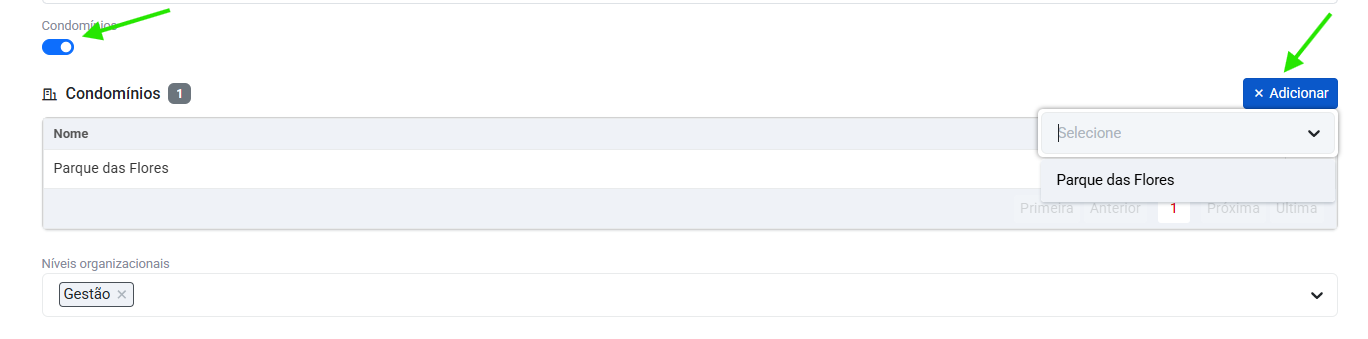 Condomínios
Condomínios 1
× Adicionar
Nome
Selecione
Parque das Flores
Parque das Flores
Primeira Anterior 1 Próxima Última
Níveis organizacionais
Gestão ×